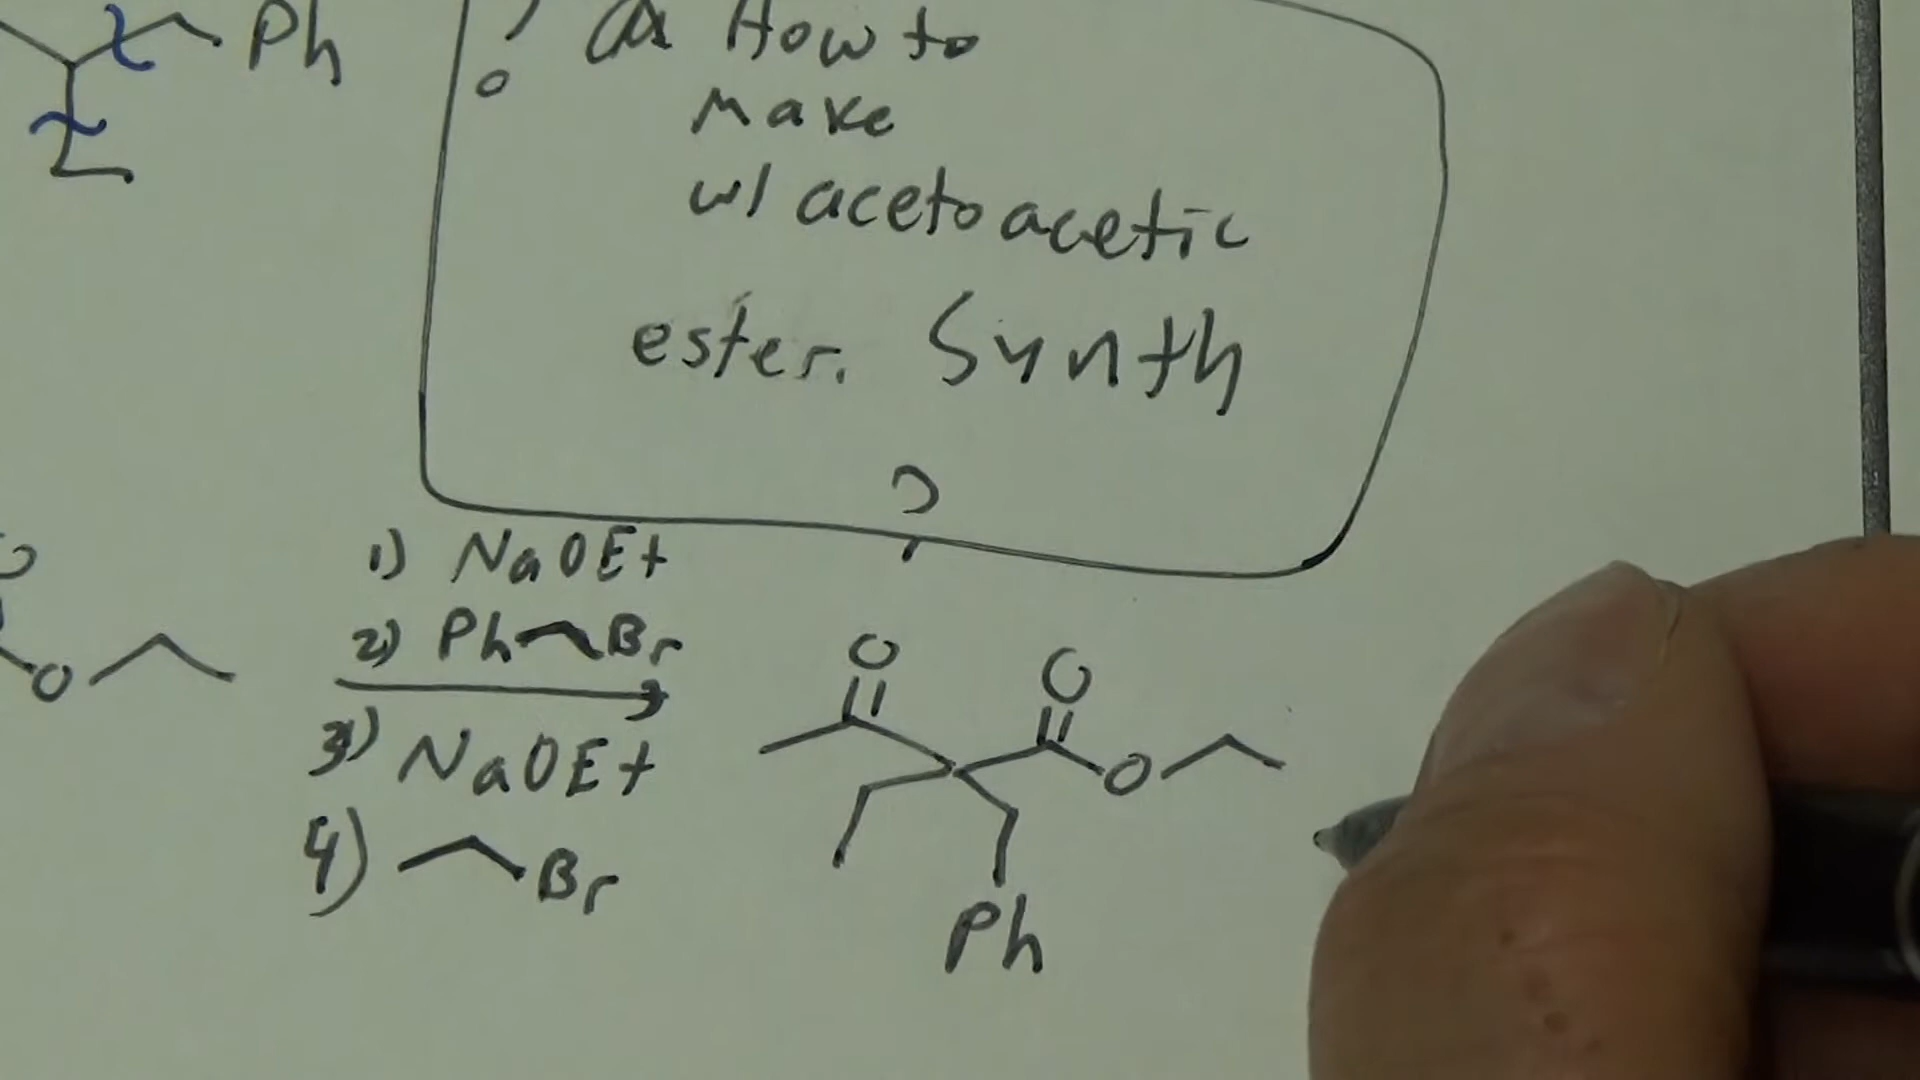 Ph
? Q: How to
Make
w/ acetoacetic
ester. Synth
?
1) NaOEt
2) Ph Br
3) NaOEt
4) Br
O
O O
O
Ph